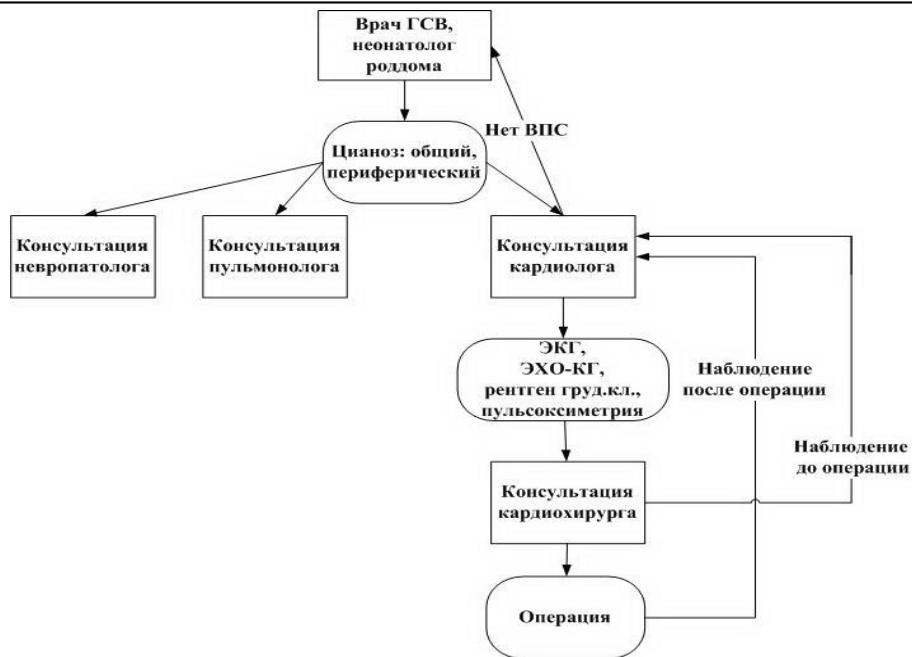 Врач ГСВ,
неонатолог
роддома
Нет ВПС
Цианоз: общий,
периферический
Консультация
невропатолога
Консультация
пульмонолога
Консультация
кардиолога
ЭКГ,
ЭХО-КГ,
рентген груд.кл.,
пульсоксиметрия
Наблюдение
после операции
Наблюдение
до операции
Консультация
кардиохирурга
Операция